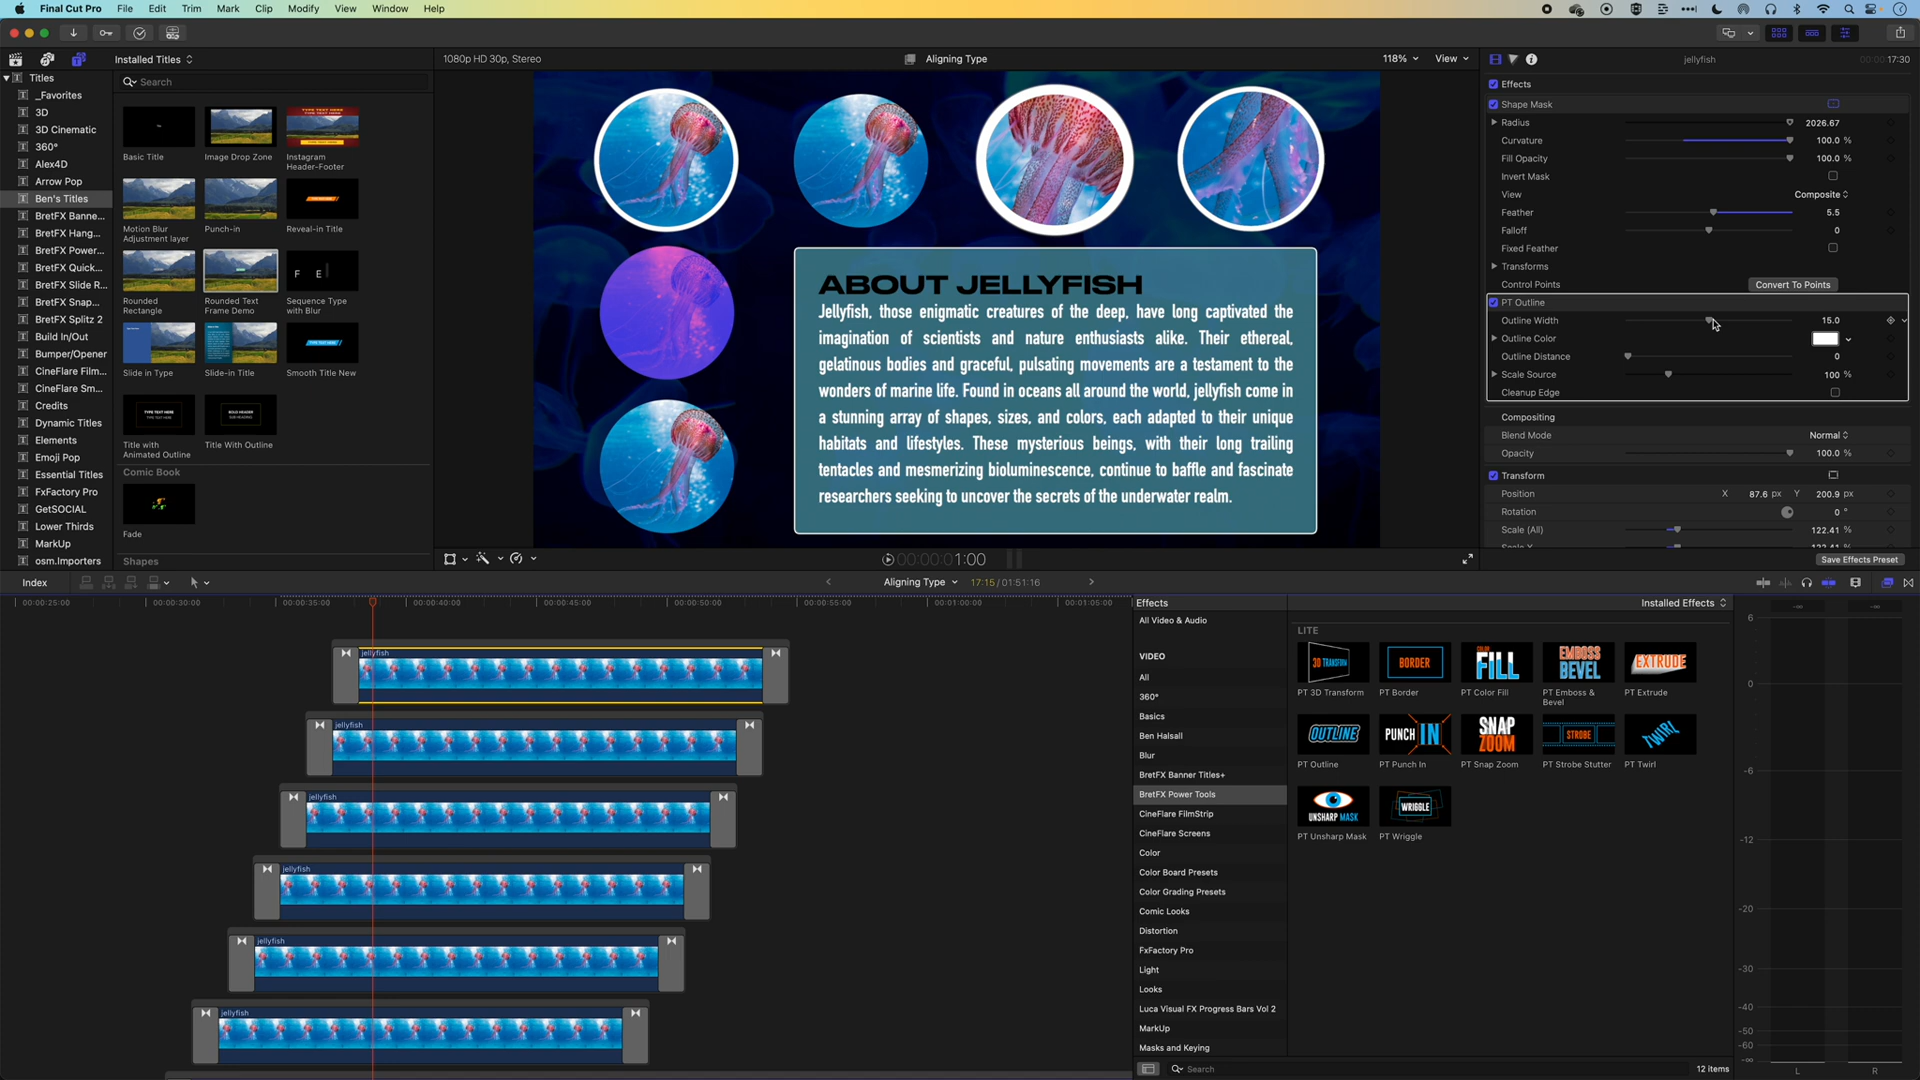 Final Cut Pro File Edit Trim Mark Clip Modify View Window Help
Installed Titles
1080p HD 30p, Stereo
Aligning Type
118% View
jellyfish
00:00:17:30
Titles
Search
_Favorites
3D
3D Cinematic
360°
Alex4D
Arrow Pop
Ben's Titles
BretFX Banne...
BretFX Hang...
BretFX Power...
BretFX Quick...
BretFX Slide R...
BretFX Snap...
BretFX Splitz 2
Build In/Out
Bumper/Opener
CineFlare Film...
CineFlare Sm...
Credits
Dynamic Titles
Elements
Emoji Pop
Essential Titles
FxFactory Pro
GetSOCIAL
Lower Thirds
MarkUp
osm.Importers
Basic Title
Image Drop Zone
Instagram
Header-Footer
Motion Blur
Adjustment layer
Punch-in
Reveal-in Title
Rounded
Rectangle
Rounded Text
Frame Demo
F E
Sequence Type
with Blur
Slide in Type
Slide-in Title
Smooth Title New
TYPE TEXT HERE
Title with
Animated Outline
BOLD HEADER
Title With Outline
Comic Book
Fade
Shapes
ABOUT JELLYFISH
Jellyfish, those enigmatic creatures of the deep, have long captivated the
imagination of scientists and nature enthusiasts alike. Their ethereal,
gelatinous bodies and graceful, pulsating movements are a testament to the
wonders of marine life. Found in oceans all around the world, jellyfish come in
a stunning array of shapes, sizes, and colors, each adapted to their unique
habitats and lifestyles. These mysterious beings, with their long trailing
tentacles and mesmerizing bioluminescence, continue to baffle and fascinate
researchers seeking to uncover the secrets of the underwater realm.
00:00:01:00
Effects
Shape Mask
Radius 2026.67
Curvature 100.0 %
Fill Opacity 100.0 %
Invert Mask
View Composite
Feather 5.5
Falloff 0
Fixed Feather
Transforms
Control Points Convert To Points
PT Outline
Outline Width 15.0
Outline Color
Outline Distance 0
Scale Source 100 %
Cleanup Edge
Compositing
Blend Mode Normal
Opacity 100.0 %
Transform
Position X 87.6 px Y 200.9 px
Rotation 0 °
Scale (All) 122.41 %
Scale X 122.41 %
Save Effects Preset
Index
Aligning Type 17:15 / 01:51:16
00:00:25:00 00:00:30:00 00:00:35:00 00:00:40:00 00:00:45:00 00:00:50:00 00:00:55:00 00:01:00:00 00:01:05:00
jellyfish
jellyfish
jellyfish
jellyfish
jellyfish
jellyfish
Effects
Installed Effects
All Video & Audio
VIDEO
All
360°
Basics
Ben Halsall
Blur
BretFX Banner Titles+
BretFX Power Tools
CineFlare FilmStrip
CineFlare Screens
Color
Color Board Presets
Color Grading Presets
Comic Looks
Distortion
FxFactory Pro
Light
Looks
Luca Visual FX Progress Bars Vol 2
MarkUp
Masks and Keying
LITE
3D TRANSFORM
PT 3D Transform
BORDER
PT Border
COLOR
FILL
PT Color Fill
EMBOSS
BEVEL
PT Emboss &
Bevel
EXTRUDE
PT Extrude
OUTLINE
PT Outline
PUNCH IN
PT Punch In
SNAP
ZOOM
PT Snap Zoom
STROBE
PT Strobe Stutter
TWIRL
PT Twirl
UNSHARP MASK
PT Unsharp Mask
WRIGGLE
PT Wriggle
Search
12 items
6
0
-6
-12
-20
-30
-40
-50
-60
-∞
L R